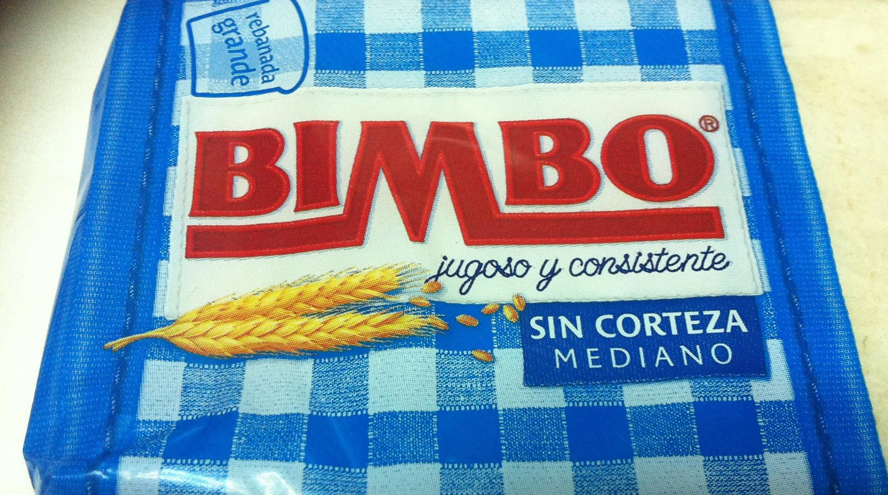 rebanada
grande
BIMBO®
jugoso y consistente
SIN CORTEZA
MEDIANO